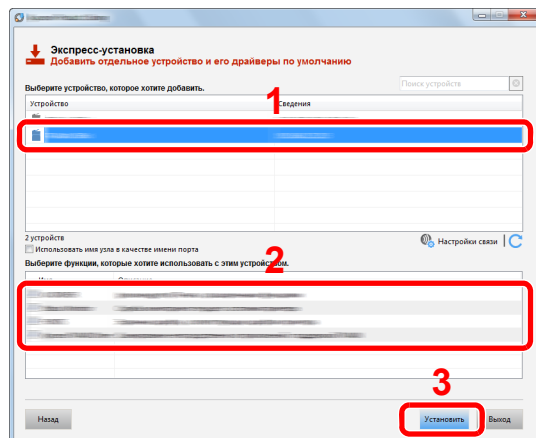 Экспресс-установка
Добавить отдельное устройство и его драйверы по умолчанию
Выберите устройство, которое хотите добавить.
Поиск устройств
1
Устройство Сведения
2 устройств
Настройки связи
Использовать имя узла в качестве имени порта
2
Выберите функции, которые хотите использовать с этим устройством.
3
Назад Установить Выход